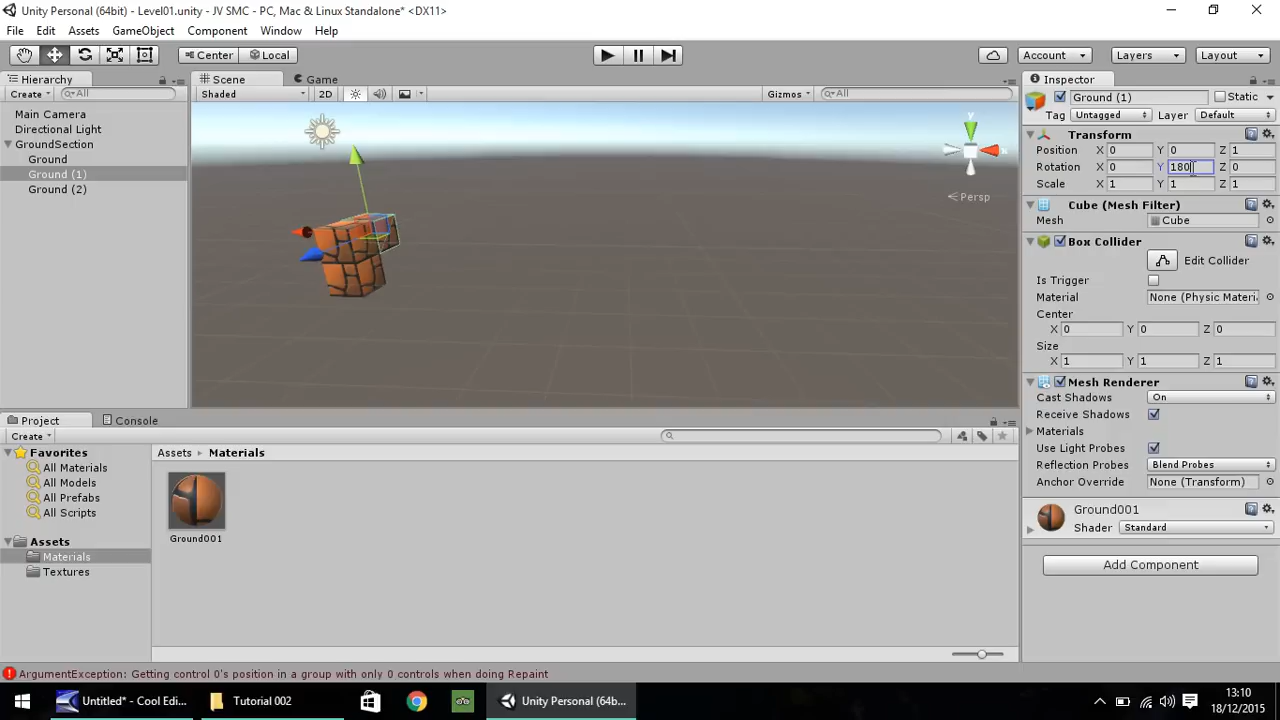 Unity Personal (64bit) - Level01.unity - JV SMC - PC, Mac & Linux Standalone* <DX11>
File Edit Assets GameObject Component Window Help
Center Local Account Layers Layout
Hierarchy Scene Game Inspector
Create All Shaded 2D Gizmos All Ground (1) Static
Tag Untagged Layer Default
Main Camera
Directional Light
GroundSection
Ground
Ground (1)
Ground (2)
y
Persp
Transform
Position X 0 Y 0 Z 1
Rotation X 0 Y 180 Z 0
Scale X 1 Y 1 Z 1
Cube (Mesh Filter)
Mesh Cube
Box Collider
Edit Collider
Is Trigger
Material None (Physic Materi
Center
X 0 Y 0 Z 0
Size
X 1 Y 1 Z 1
Mesh Renderer
Cast Shadows On
Receive Shadows
Materials
Use Light Probes
Reflection Probes Blend Probes
Anchor Override None (Transform)
Ground001
Shader Standard
Add Component
Project Console
Create
Favorites
All Materials
All Models
All Prefabs
All Scripts
Assets
Materials
Textures
Assets Materials
Ground001
ArgumentException: Getting control 0's position in a group with only 0 controls when doing Repaint
Untitled* - Cool Edi... Tutorial 002 Unity Personal (64b...
13:10
18/12/2015